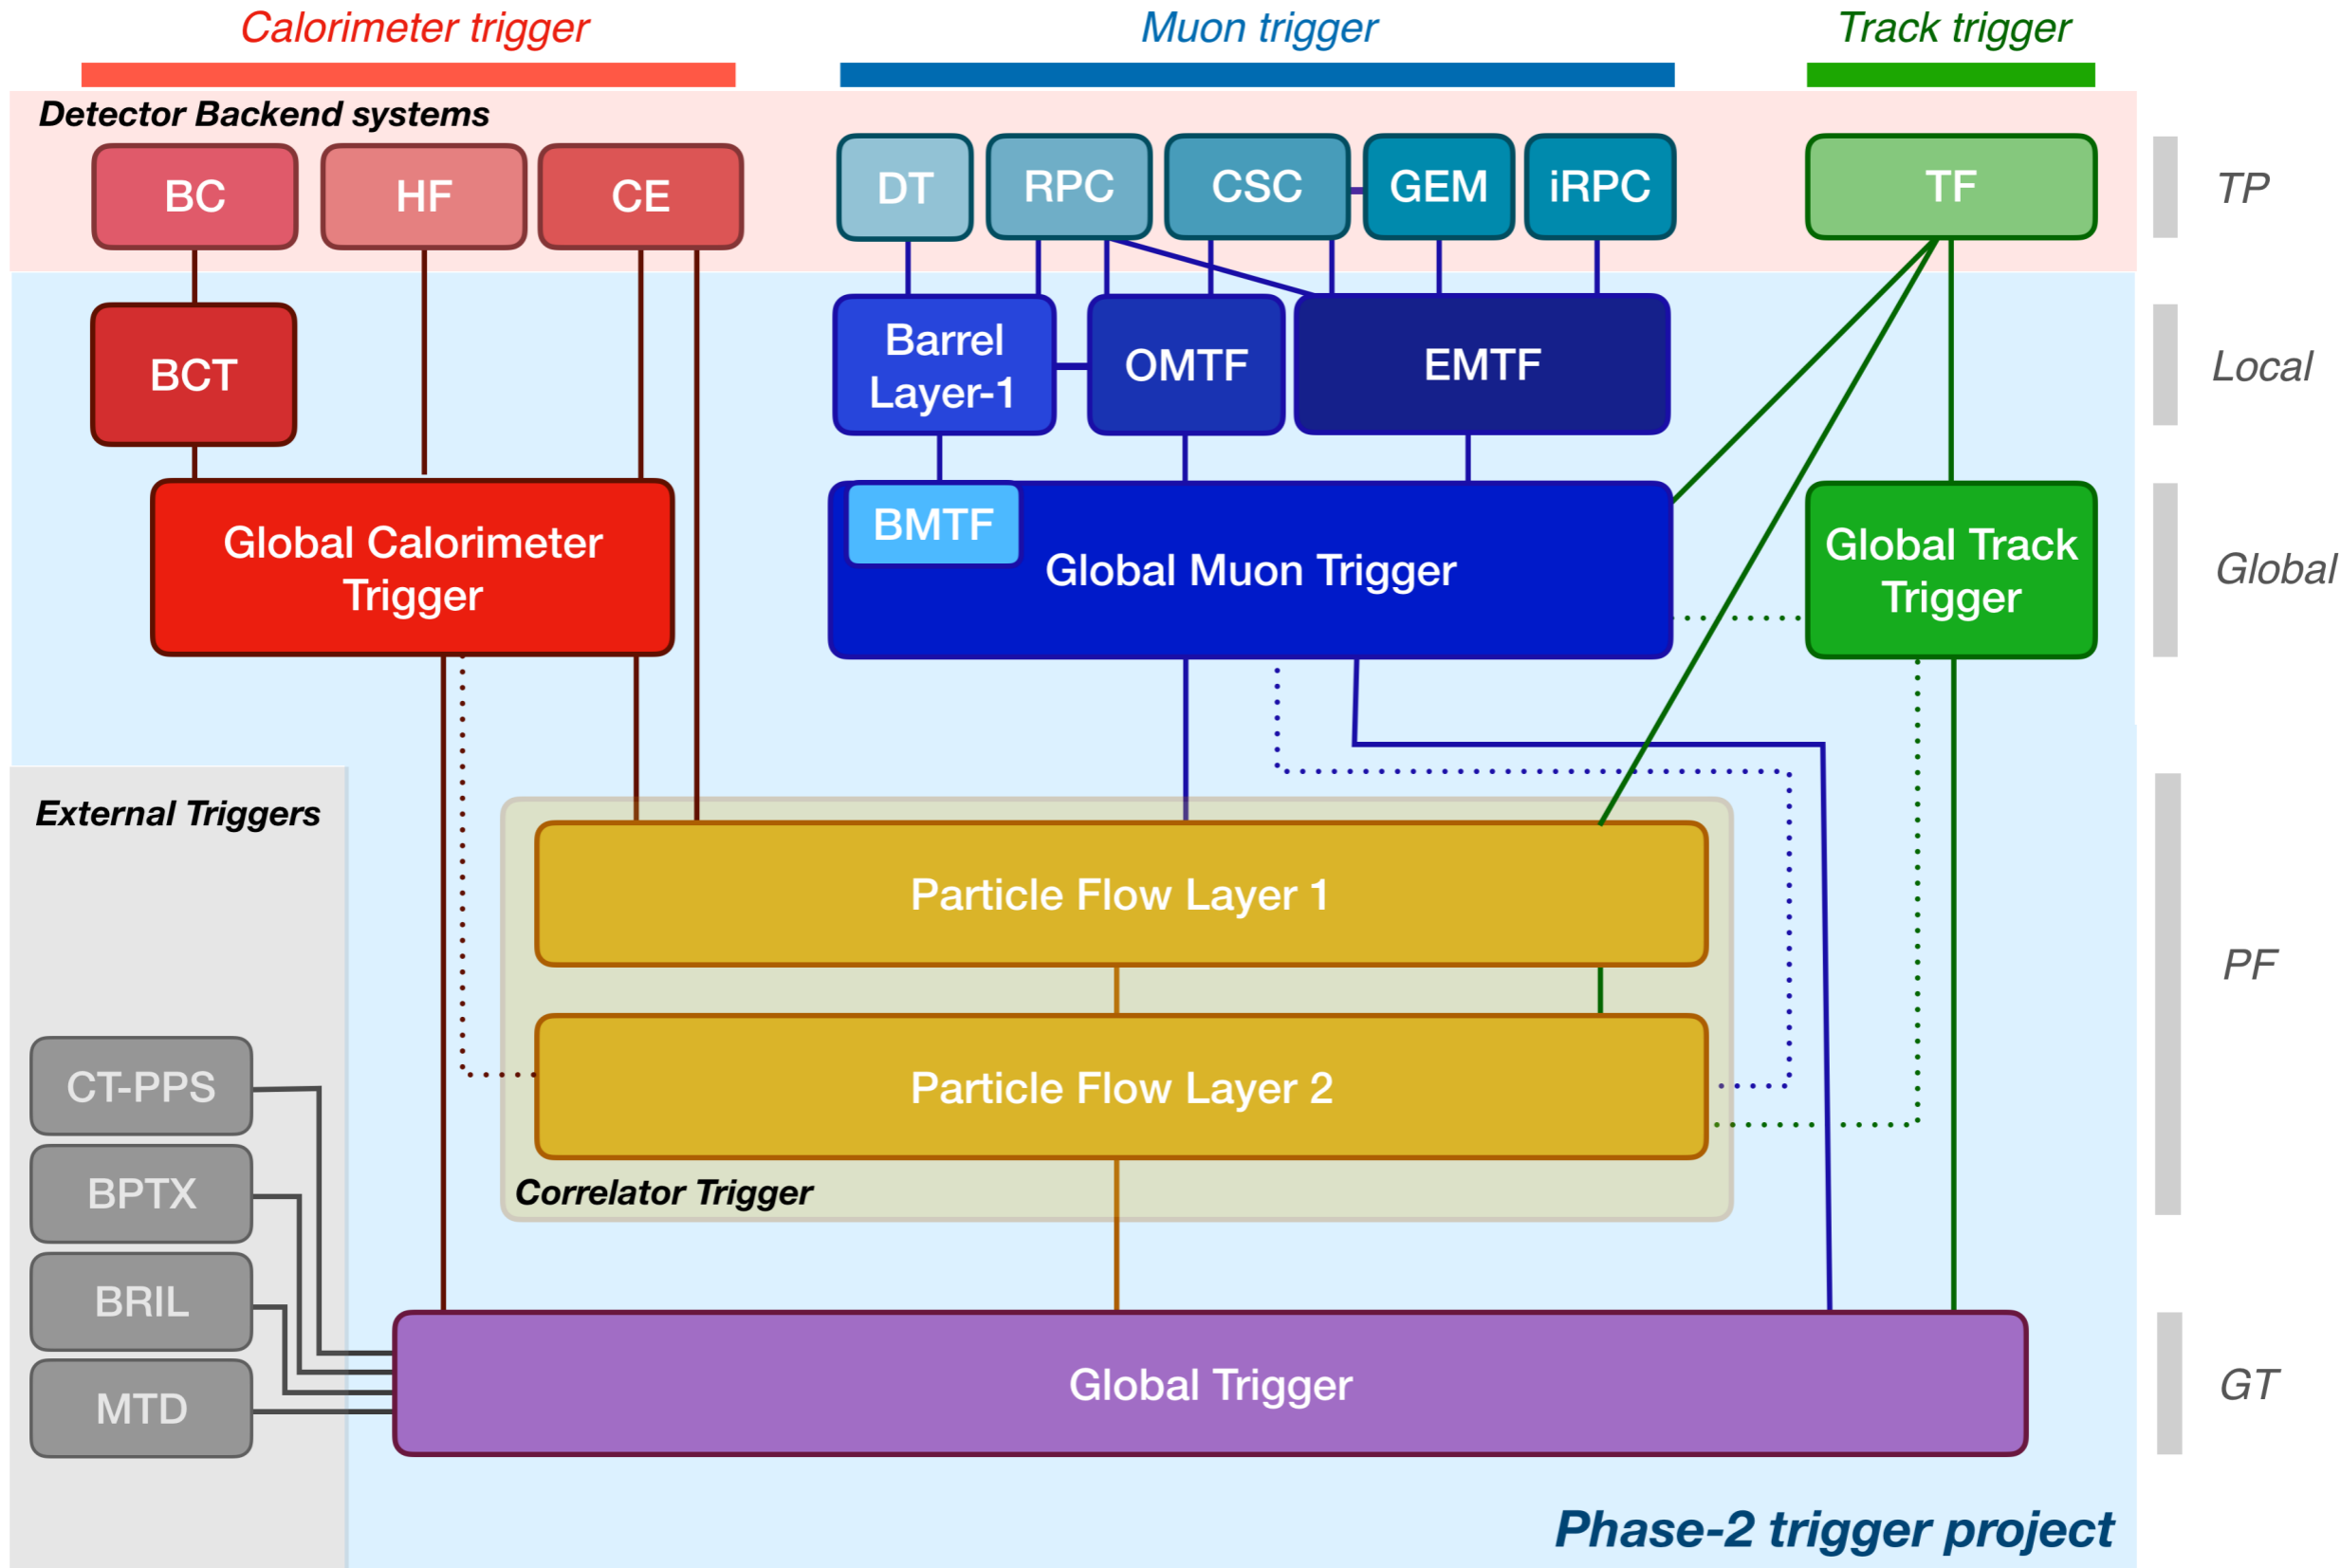 Calorimeter trigger
Muon trigger
Track trigger
Detector Backend systems
BC
HF
CE
DT
RPC
CSC
GEM
iRPC
TF
TP
BCT
Barrel
Layer-1
OMTF
EMTF
Local
Global Calorimeter
Trigger
BMTF
Global Muon Trigger
Global Track
Trigger
Global
External Triggers
Particle Flow Layer 1
PF
CT-PPS
Particle Flow Layer 2
BPTX
Correlator Trigger
BRIL
MTD
Global Trigger
GT
Phase-2 trigger project